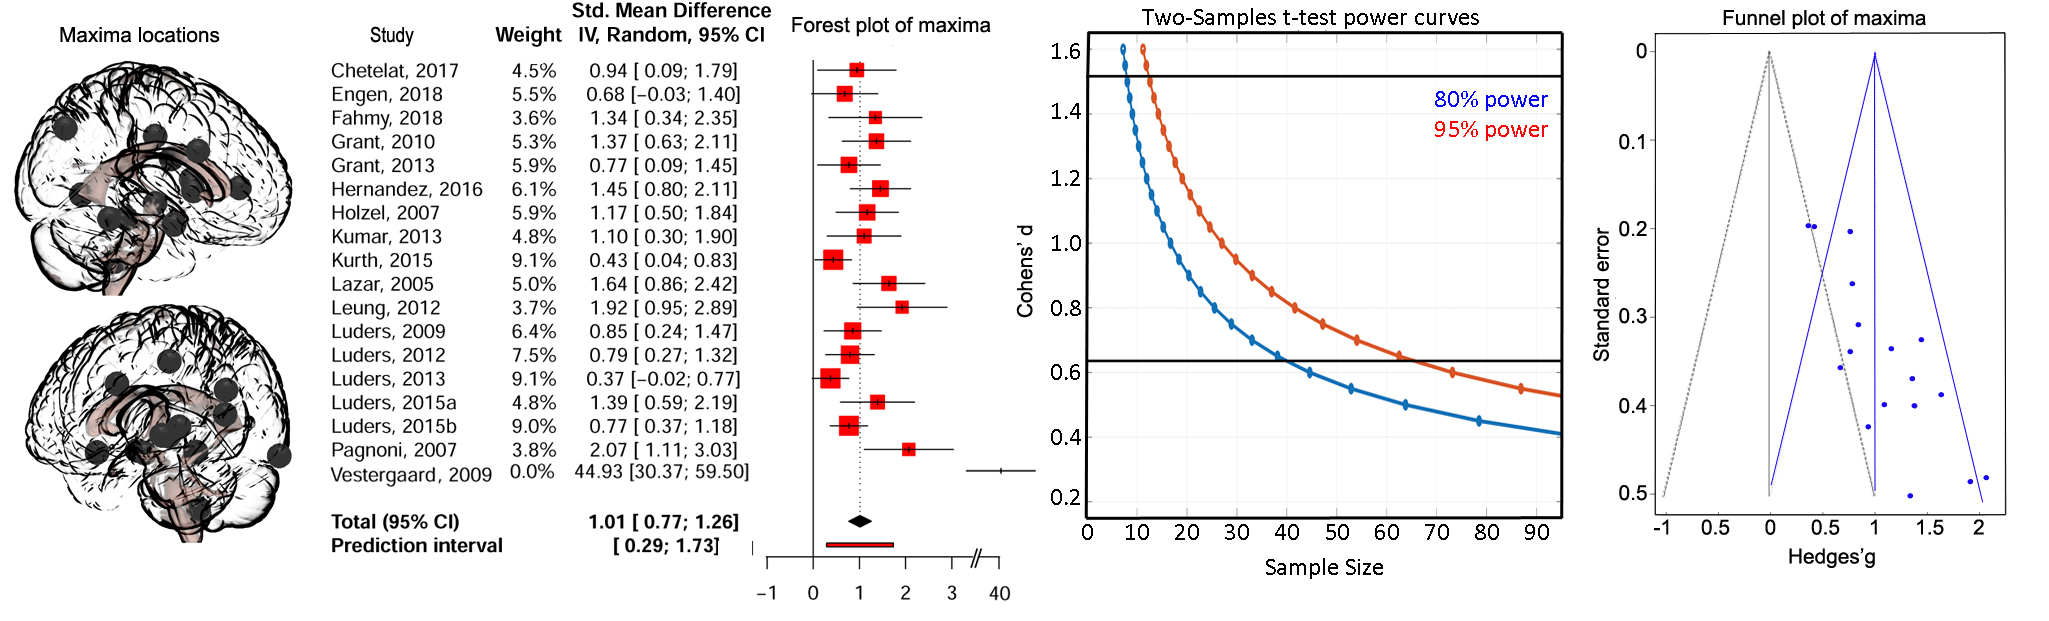 Maxima locations
Std. Mean Difference
Study Weight IV, Random, 95% CI
Forest plot of maxima
Chetelat, 2017 4.5% 0.94 [ 0.09; 1.79]
Engen, 2018 5.5% 0.68 [−0.03; 1.40]
Fahmy, 2018 3.6% 1.34 [ 0.34; 2.35]
Grant, 2010 5.3% 1.37 [ 0.63; 2.11]
Grant, 2013 5.9% 0.77 [ 0.09; 1.45]
Hernandez, 2016 6.1% 1.45 [ 0.80; 2.11]
Holzel, 2007 5.9% 1.17 [ 0.50; 1.84]
Kumar, 2013 4.8% 1.10 [ 0.30; 1.90]
Kurth, 2015 9.1% 0.43 [ 0.04; 0.83]
Lazar, 2005 5.0% 1.64 [ 0.86; 2.42]
Leung, 2012 3.7% 1.92 [ 0.95; 2.89]
Luders, 2009 6.4% 0.85 [ 0.24; 1.47]
Luders, 2012 7.5% 0.79 [ 0.27; 1.32]
Luders, 2013 9.1% 0.37 [−0.02; 0.77]
Luders, 2015a 4.8% 1.39 [ 0.59; 2.19]
Luders, 2015b 9.0% 0.77 [ 0.37; 1.18]
Pagnoni, 2007 3.8% 2.07 [ 1.11; 3.03]
Vestergaard, 2009 0.0% 44.93 [30.37; 59.50]
Total (95% CI) 1.01 [ 0.77; 1.26]
Prediction interval [ 0.29; 1.73]
−1 0 1 2 3 40
Two-Samples t-test power curves
1.6
1.4
1.2
1.0
0.8
0.6
0.4
0.2
Cohens' d
80% power
95% power
0 10 20 30 40 50 60 70 80 90
Sample Size
Funnel plot of maxima
0
0.1
0.2
0.3
0.4
0.5
Standard error
-1 0.5 0 0.5 1 1.5 2
Hedges'g